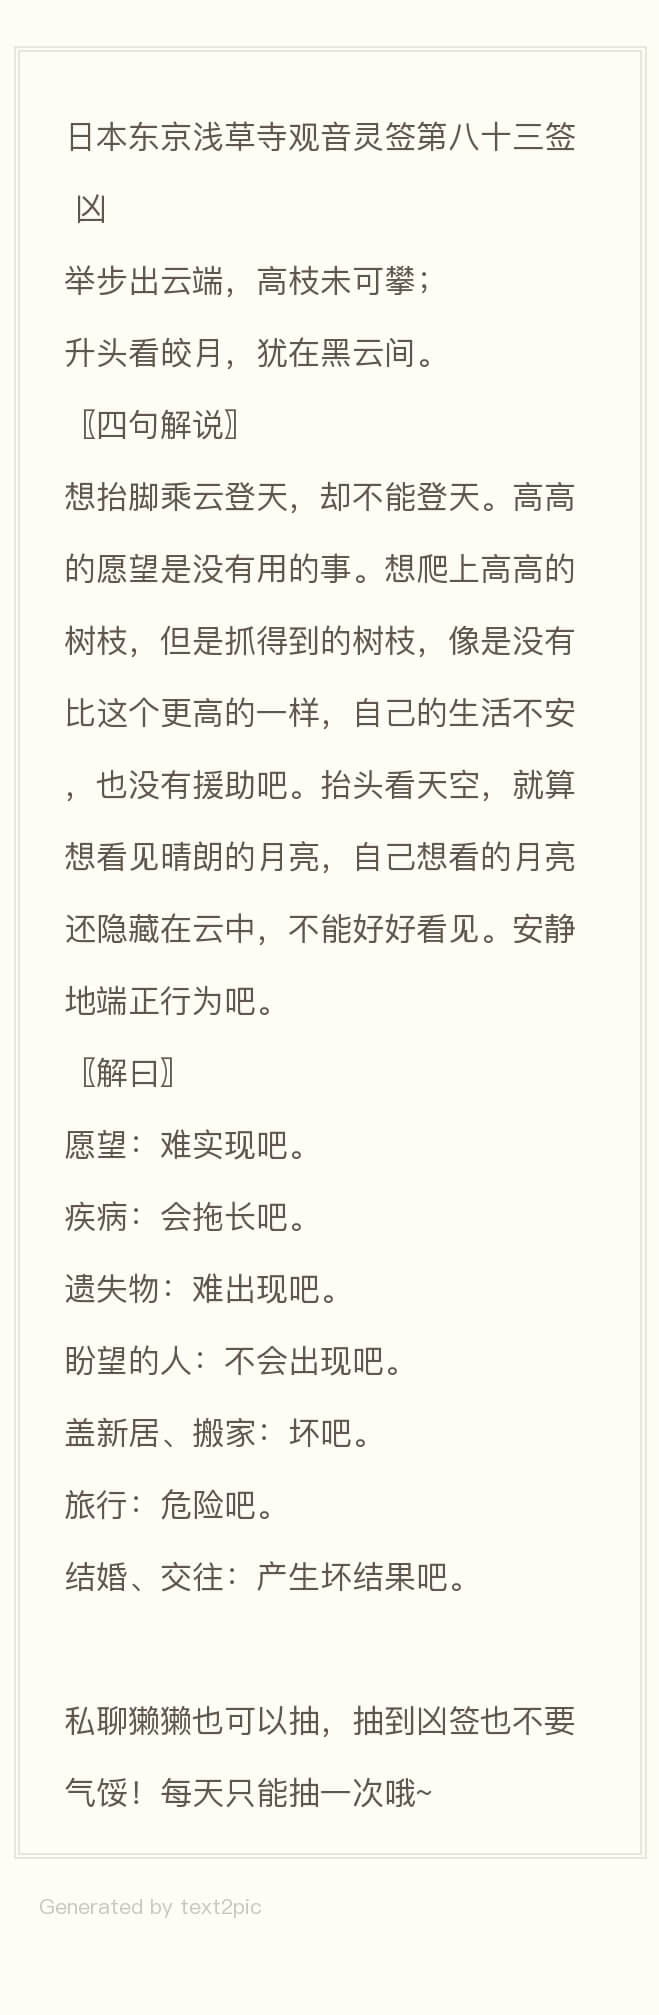 日本东京浅草寺观音灵签第八十三签
凶
举步出云端，高枝未可攀；
升头看皎月，犹在黑云间。
〖四句解说〗
想抬脚乘云登天，却不能登天。高高
的愿望是没有用的事。想爬上高高的
树枝，但是抓得到的树枝，像是没有
比这个更高的一样，自己的生活不安
，也没有援助吧。抬头看天空，就算
想看见晴朗的月亮，自己想看的月亮
还隐藏在云中，不能好好看见。安静
地端正行为吧。
〖解曰〗
愿望：难实现吧。
疾病：会拖长吧。
遗失物：难出现吧。
盼望的人：不会出现吧。
盖新居、搬家：坏吧。
旅行：危险吧。
结婚、交往：产生坏结果吧。
私聊獭獭也可以抽，抽到凶签也不要
气馁！每天只能抽一次哦~
Generated by text2pic